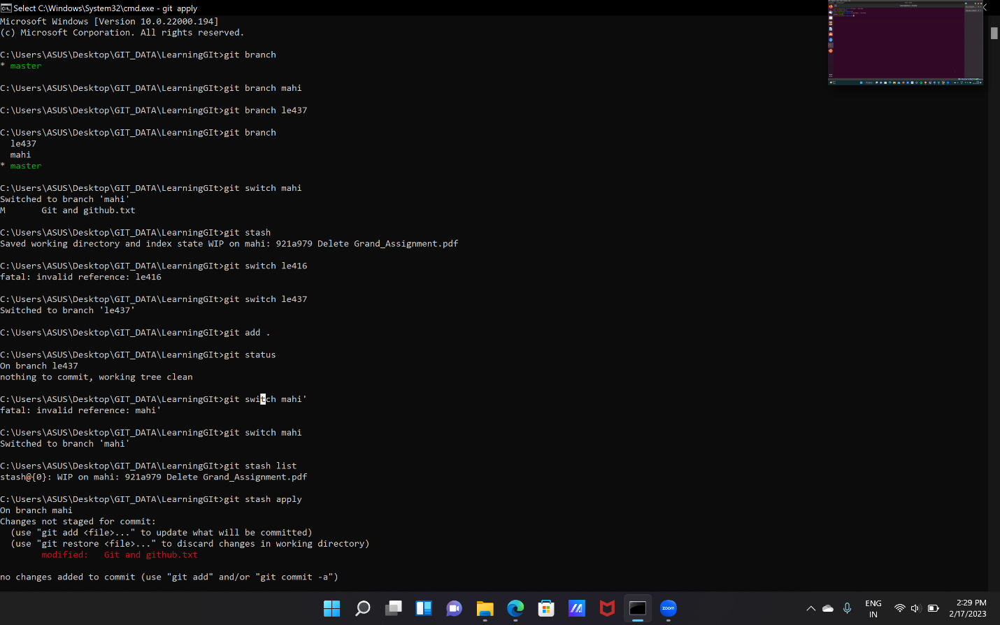 Select C:\Windows\System32\cmd.exe - git  apply
Microsoft Windows [Version 10.0.22000.194]
(c) Microsoft Corporation. All rights reserved.
C:\Users\ASUS\Desktop\GIT_DATA\LearningGIt>git branch
* master
C:\Users\ASUS\Desktop\GIT_DATA\LearningGIt>git branch mahi
C:\Users\ASUS\Desktop\GIT_DATA\LearningGIt>git branch le437
C:\Users\ASUS\Desktop\GIT_DATA\LearningGIt>git branch
  le437
  mahi
* master
C:\Users\ASUS\Desktop\GIT_DATA\LearningGIt>git switch mahi
Switched to branch 'mahi'
M       Git and github.txt
C:\Users\ASUS\Desktop\GIT_DATA\LearningGIt>git stash
Saved working directory and index state WIP on mahi: 921a979 Delete Grand_Assignment.pdf
C:\Users\ASUS\Desktop\GIT_DATA\LearningGIt>git switch le416
fatal: invalid reference: le416
C:\Users\ASUS\Desktop\GIT_DATA\LearningGIt>git switch le437
Switched to branch 'le437'
C:\Users\ASUS\Desktop\GIT_DATA\LearningGIt>git add .
C:\Users\ASUS\Desktop\GIT_DATA\LearningGIt>git status
On branch le437
nothing to commit, working tree clean
C:\Users\ASUS\Desktop\GIT_DATA\LearningGIt>git switch mahi'
fatal: invalid reference: mahi'
C:\Users\ASUS\Desktop\GIT_DATA\LearningGIt>git switch mahi
Switched to branch 'mahi'
C:\Users\ASUS\Desktop\GIT_DATA\LearningGIt>git stash list
stash@{0}: WIP on mahi: 921a979 Delete Grand_Assignment.pdf
C:\Users\ASUS\Desktop\GIT_DATA\LearningGIt>git stash apply
On branch mahi
Changes not staged for commit:
  (use "git add <file>..." to update what will be committed)
  (use "git restore <file>..." to discard changes in working directory)
        modified:   Git and github.txt
no changes added to commit (use "git add" and/or "git commit -a")
zoom
ENG
IN
2:29 PM
2/17/2023